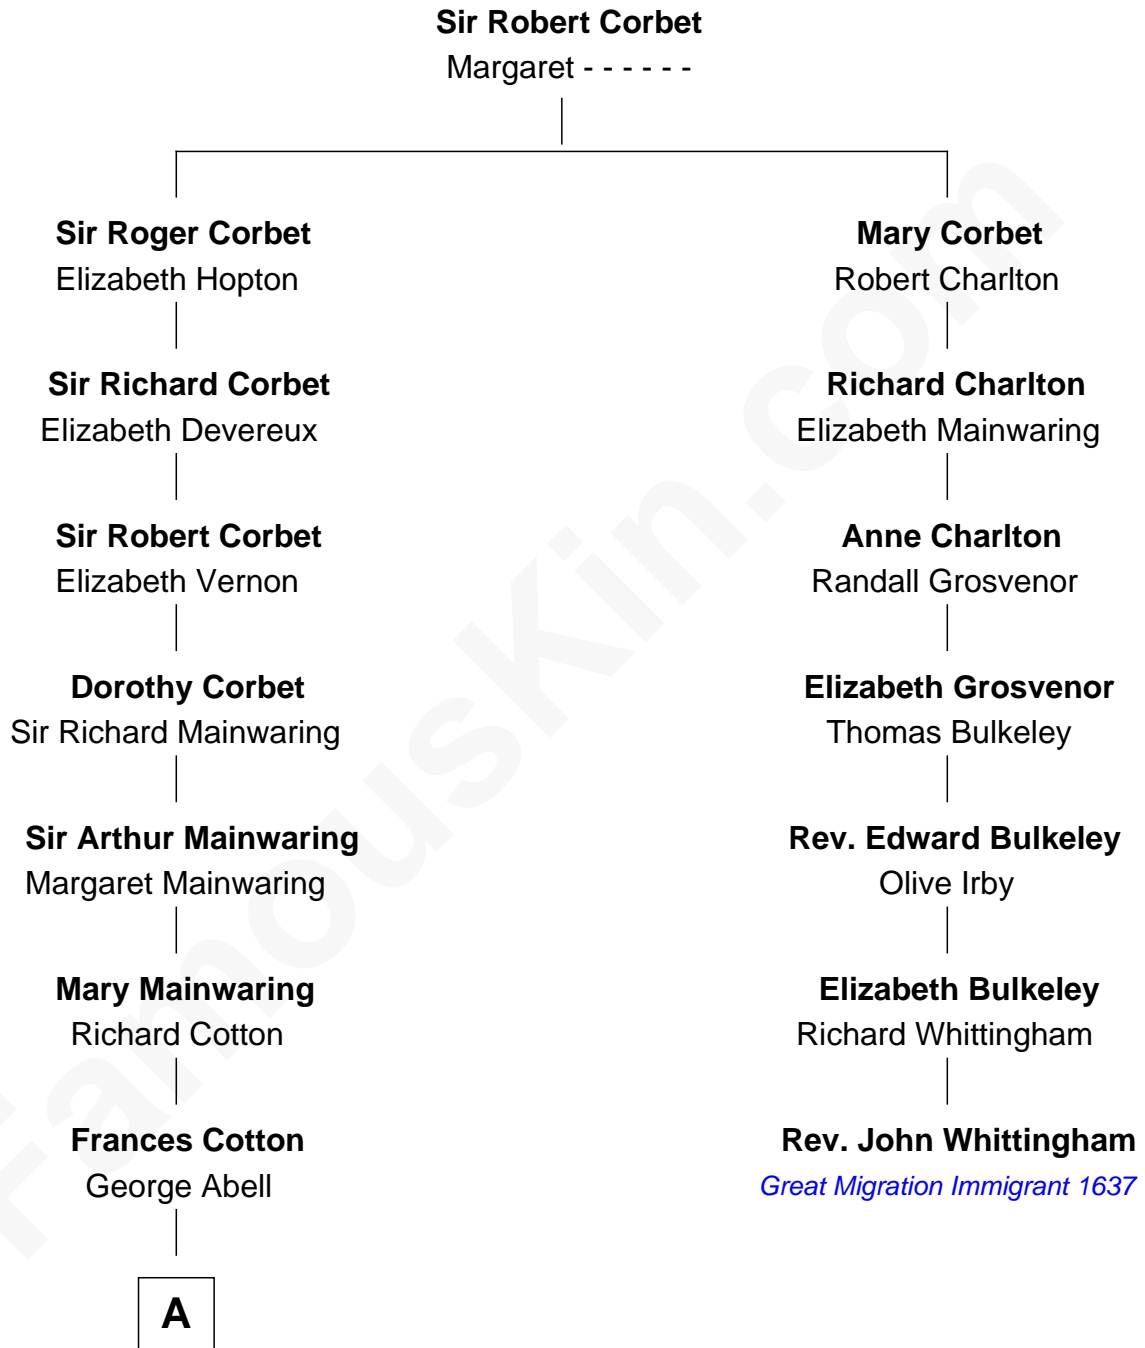 Sir Robert Corbet
Margaret - - - - - -
Sir Roger Corbet
Elizabeth Hopton
Mary Corbet
Robert Charlton
Sir Richard Corbet
Elizabeth Devereux
Richard Charlton
Elizabeth Mainwaring
Sir Robert Corbet
Elizabeth Vernon
Anne Charlton
Randall Grosvenor
Dorothy Corbet
Sir Richard Mainwaring
Elizabeth Grosvenor
Thomas Bulkeley
Sir Arthur Mainwaring
Margaret Mainwaring
Rev. Edward Bulkeley
Olive Irby
Mary Mainwaring
Richard Cotton
Elizabeth Bulkeley
Richard Whittingham
Frances Cotton
George Abell
Rev. John Whittingham
Great Migration Immigrant 1637
A
FamousKin.com